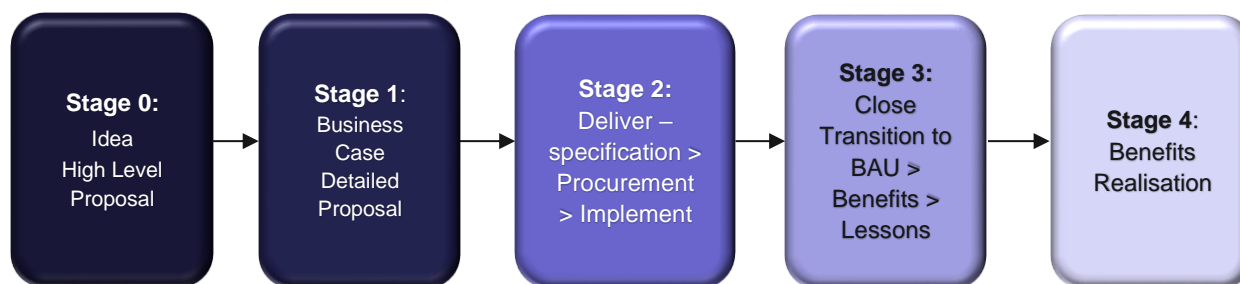 Stage 0:
Idea
High Level
Proposal
Stage 1:
Business
Case
Detailed
Proposal
Stage 2:
Deliver –
specification >
Procurement
> Implement
Stage 3:
Close
Transition to
BAU >
Benefits >
Lessons
Stage 4:
Benefits
Realisation